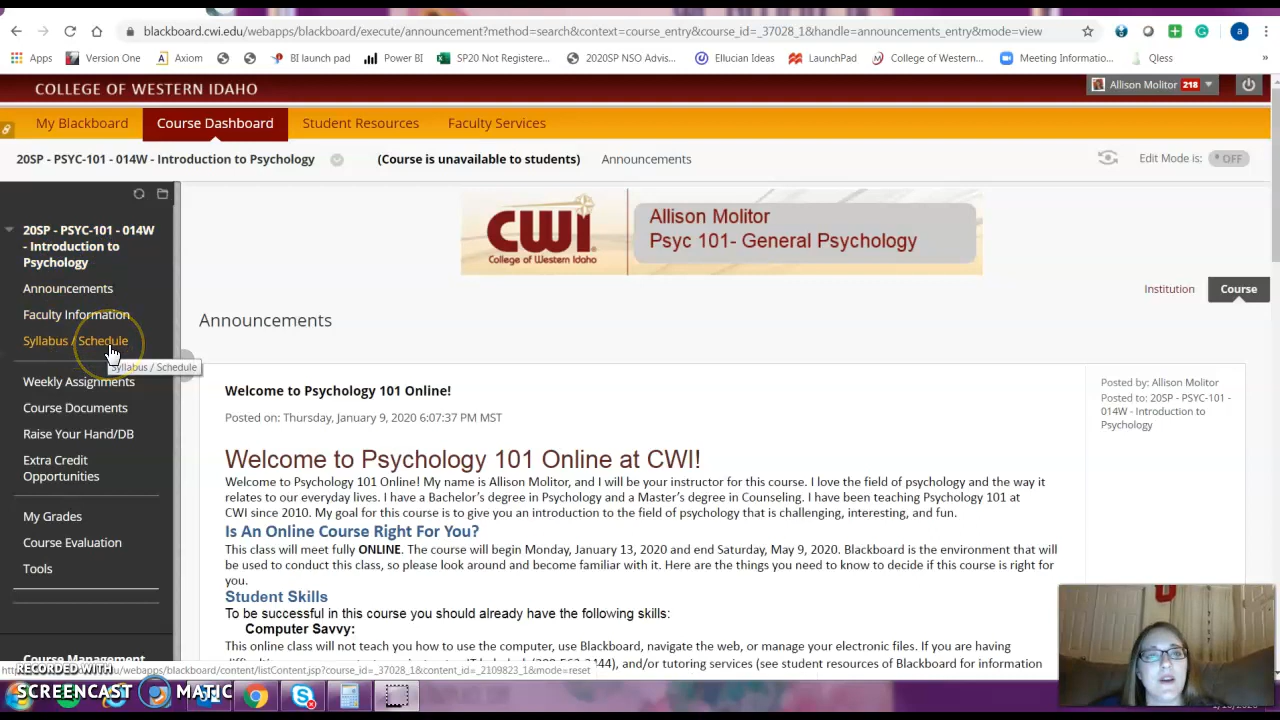 blackboard.cwi.edu/webapps/blackboard/execute/announcement?method=search&context=course_entry&course_id=_37028_1&handle=announcements_entry&mode=view
a
Apps
Version One
Axiom
BI launch pad
Power BI
SP20 Not Registere...
2020SP NSO Advis...
Ellucian Ideas
LaunchPad
College of Western...
Meeting Informatio...
Qless
»
COLLEGE OF WESTERN IDAHO
Allison Molitor 218
My Blackboard
Course Dashboard
Student Resources
Faculty Services
20SP - PSYC-101 - 014W - Introduction to Psychology
(Course is unavailable to students)
Announcements
Edit Mode is:
OFF
20SP - PSYC-101 - 014W
- Introduction to
Psychology
Announcements
Faculty Information
Syllabus / Schedule
Syllabus / Schedule
Weekly Assignments
Course Documents
Raise Your Hand/DB
Extra Credit
Opportunities
My Grades
Course Evaluation
Tools
Course Management
CWI
College of Western Idaho
Allison Molitor
Psyc 101- General Psychology
Institution
Course
Announcements
Welcome to Psychology 101 Online!
Posted on: Thursday, January 9, 2020 6:07:37 PM MST
Posted by: Allison Molitor
Posted to: 20SP - PSYC-101 -
014W - Introduction to
Psychology
Welcome to Psychology 101 Online at CWI!
Welcome to Psychology 101 Online! My name is Allison Molitor, and I will be your instructor for this course. I love the field of psychology and the way it
relates to our everyday lives. I have a Bachelor's degree in Psychology and a Master's degree in Counseling. I have been teaching Psychology 101 at
CWI since 2010. My goal for this course is to give you an introduction to the field of psychology that is challenging, interesting, and fun.
Is An Online Course Right For You?
This class will meet fully ONLINE. The course will begin Monday, January 13, 2020 and end Saturday, May 9, 2020. Blackboard is the environment that will
be used to conduct this class, so please look around and become familiar with it. Here are the things you need to know to decide if this course is right for
you.
Student Skills
To be successful in this course you should already have the following skills:
Computer Savvy:
This online class will not teach you how to use the computer, use Blackboard, navigate the web, or manage your electronic files. If you are having
and/or tutoring services (see student resources of Blackboard for information
edu/webapps/blackboard/content/listContent.jsp?course_id=_37028_1&content_id=_2109823_1&mode=reset
RECORDED WITH
SCREENCAST MATIC